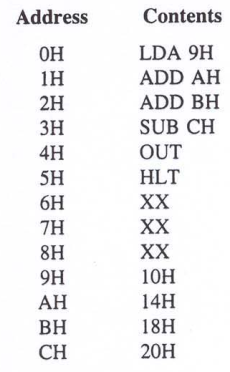 Address Contents
0H LDA 9H
1H ADD AH
2H ADD BH
3H SUB CH
4H OUT
5H HLT
6H XX
7H XX
8H XX
9H 10H
AH 14H
BH 18H
CH 20H